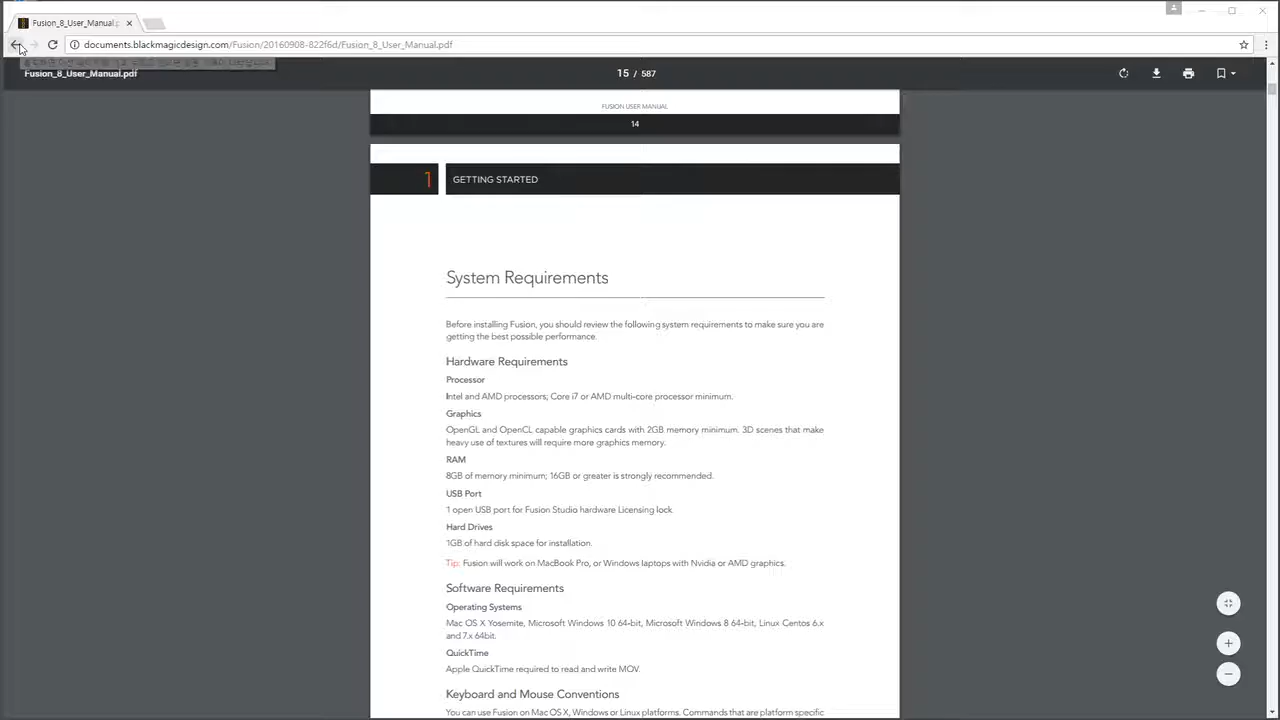 Fusion_8_User_Manual.p
documents.blackmagicdesign.com/Fusion/20160908-822f6d/Fusion_8_User_Manual.pdf
Fusion_8_User_Manual.pdf
15 / 587
FUSION USER MANUAL
14
1
GETTING STARTED
System Requirements
Before installing Fusion, you should review the following system requirements to make sure you are
getting the best possible performance.
Hardware Requirements
Processor
Intel and AMD processors; Core i7 or AMD multi-core processor minimum.
Graphics
OpenGL and OpenCL capable graphics cards with 2GB memory minimum. 3D scenes that make
heavy use of textures will require more graphics memory.
RAM
8GB of memory minimum; 16GB or greater is strongly recommended.
USB Port
1 open USB port for Fusion Studio hardware Licensing lock.
Hard Drives
1GB of hard disk space for installation.
Tip: Fusion will work on MacBook Pro, or Windows laptops with Nvidia or AMD graphics.
Software Requirements
Operating Systems
Mac OS X Yosemite, Microsoft Windows 10 64-bit, Microsoft Windows 8 64-bit, Linux Centos 6.x
and 7.x 64bit.
QuickTime
Apple QuickTime required to read and write MOV.
Keyboard and Mouse Conventions
You can use Fusion on Mac OS X, Windows or Linux platforms. Commands that are platform specific